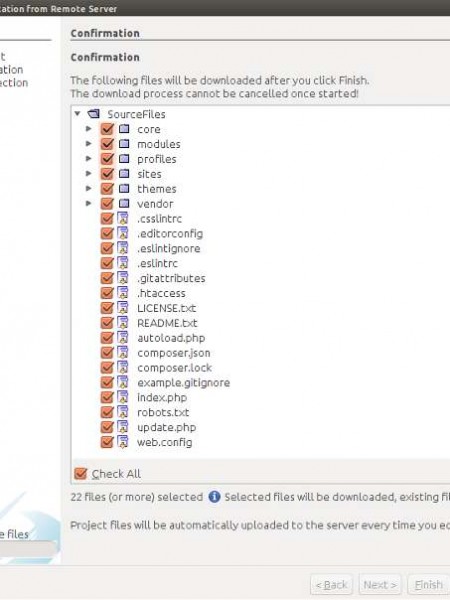 cation from Remote Server
Confirmation
t
ation
ection
Confirmation
The following files will be downloaded after you click Finish.
The download process cannot be cancelled once started!
SourceFiles
core
modules
profiles
sites
themes
vendor
.csslintrc
.editorconfig
.eslintignore
.eslintrc
.gitattributes
.htaccess
LICENSE.txt
README.txt
autoload.php
composer.json
composer.lock
example.gitignore
index.php
robots.txt
update.php
web.config
Check All
22 files (or more) selected Selected files will be downloaded, existing fil
Project files will be automatically uploaded to the server every time you ed
e files
< Back Next > Finish